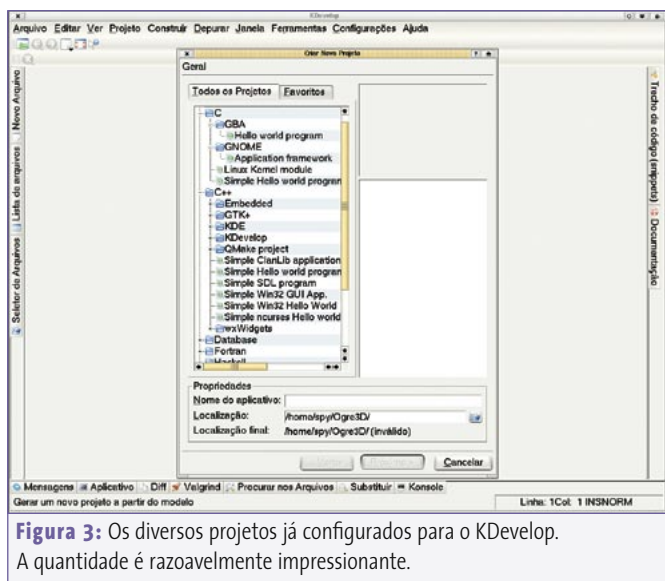 KDevelop
Arquivo Editar Ver Projeto Construir Depurar Janela Ferramentas Configurações Ajuda
Criar Novo Projeto
Geral
Todos os Projetos Favoritos
C
GBA
Hello world program
GNOME
Application framework
Linux Kernel module
Simple Hello world program
C++
Embedded
GTK+
KDE
KDevelop
QMake project
Simple ClanLib application
Simple Hello world program
Simple SDL program
Simple Win32 GUI App.
Simple Win32 Hello World
Simple ncurses Hello world
wxWidgets
Database
Fortran
Haskell
Propriedades
Nome do aplicativo:
Localização: /home/spy/Ogre3D/
Localização final: /home/spy/Ogre3D/ (inválido)
Cancelar
Novo Arquivo
Lista de arquivos
Seletor de Arquivos
Trecho de código (snippets)
Documentação
Mensagens Aplicativo Diff Valgrind Procurar nos Arquivos Substituir Konsole
Gerar um novo projeto a partir do modelo Linha: 1 Col: 1 INS NORM
Figura 3: Os diversos projetos já configurados para o KDevelop.
A quantidade é razoavelmente impressionante.